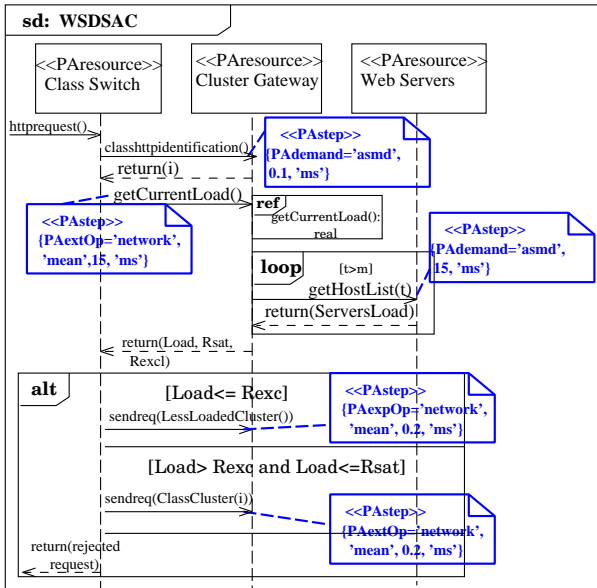 sd: WSDSAC
<<PAresource>>
Class Switch
<<PAresource>>
Cluster Gateway
<<PAresource>>
Web Servers
httprequest()
classhttpidentification()
<<PAstep>>
{PAdemand='asmd',
0.1, 'ms'}
return(i)
getCurrentLoad()
ref
getCurrentLoad():
real
<<PAstep>>
{PAextOp='network',
'mean',15, 'ms'}
<<PAstep>>
{PAdemand='asmd',
15, 'ms'}
loop
[t>m]
getHostList(t)
return(ServersLoad)
return(Load, Rsat,
Rexcl)
alt
[Load<= Rexc]
sendreq(LessLoadedCluster())
<<PAstep>>
{PAexpOp='network',
'mean', 0.2, 'ms'}
[Load> Rexc and Load<=Rsat]
sendreq(ClassCluster(i))
<<PAstep>>
{PAextOp='network',
'mean', 0.2, 'ms'}
return(rejected
request)